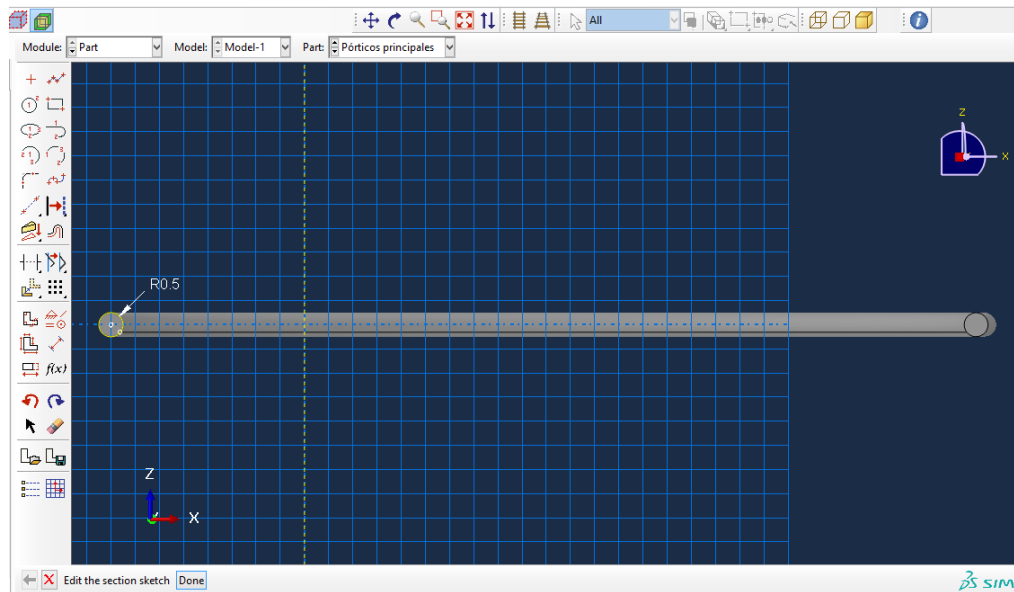 All
Module: Part Model: Model-1 Part: Pórticos principales
Z
X
R0.5
f(x)
Z
X
Edit the section sketch Done
SIM